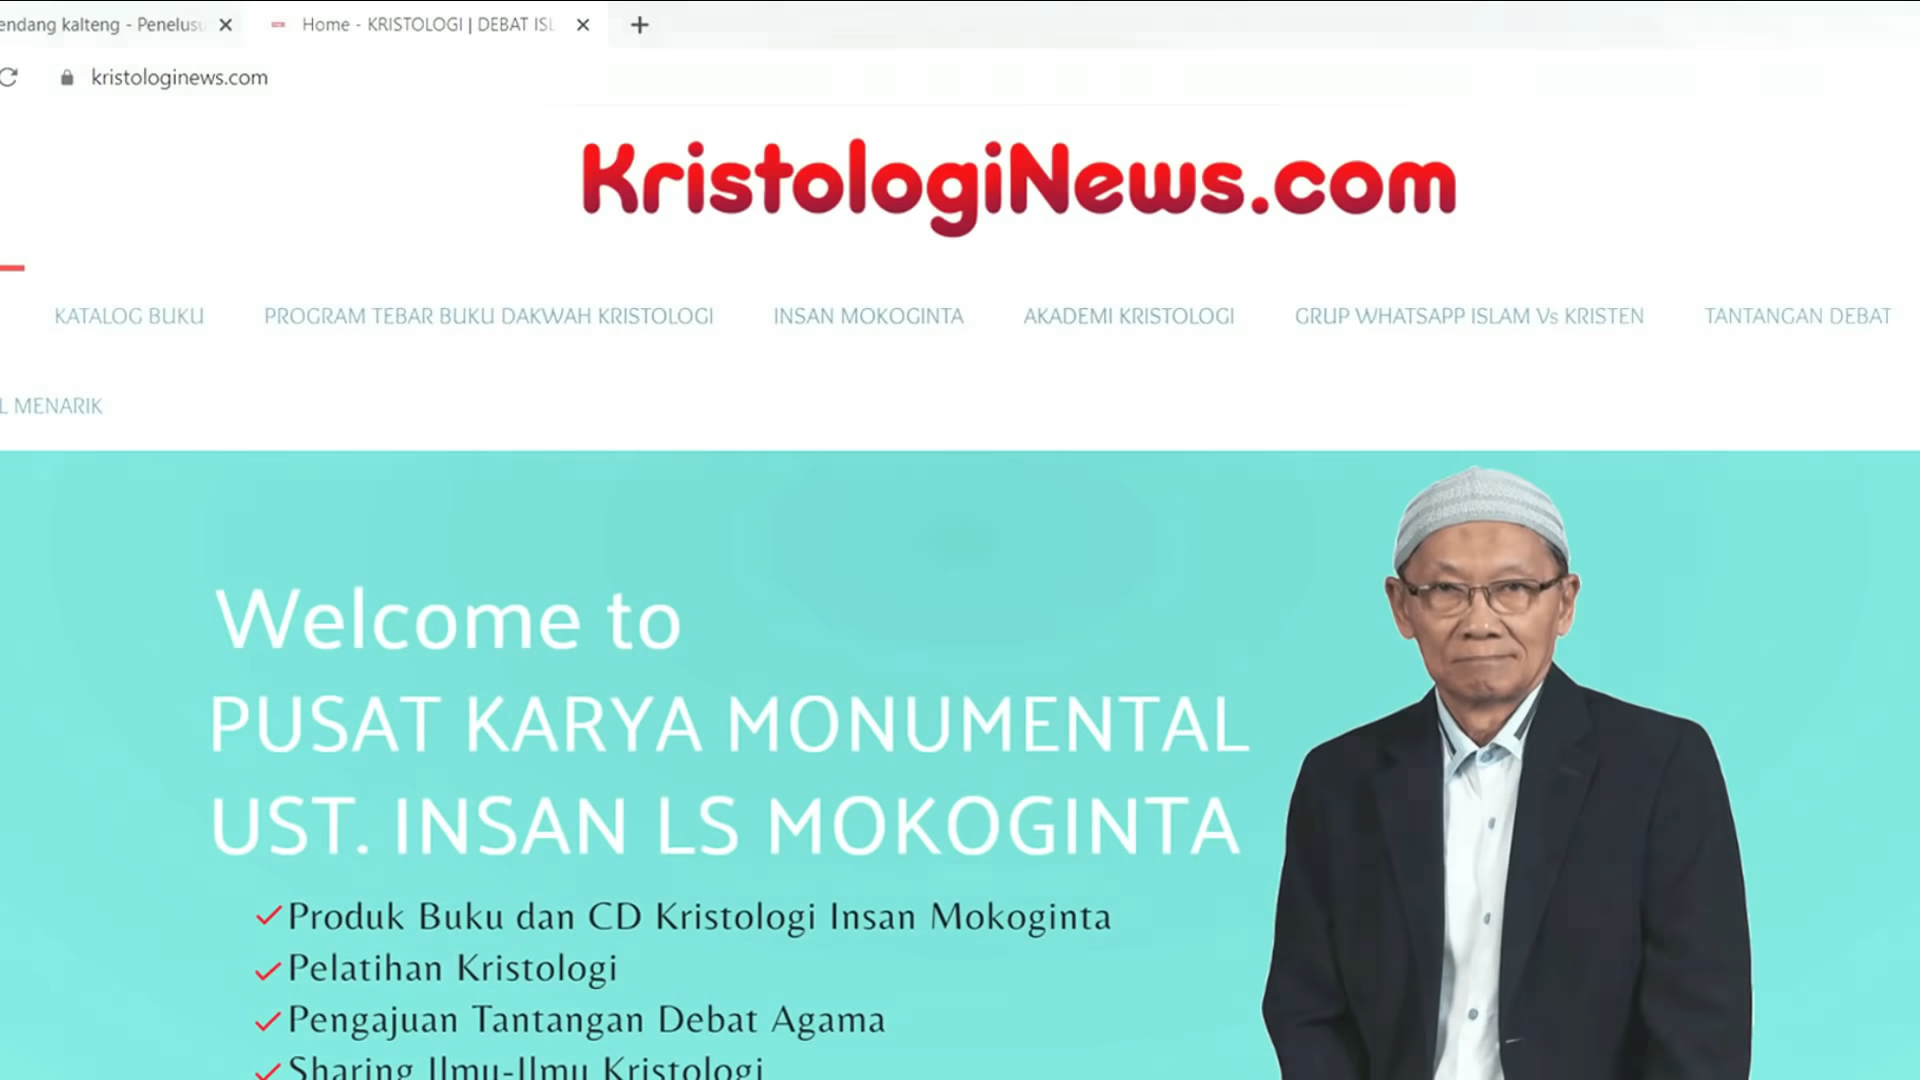 endang kalteng - Penelusu
Home - KRISTOLOGI | DEBAT ISL
kristologinews.com
KristologiNews.com
KATALOG BUKU PROGRAM TEBAR BUKU DAKWAH KRISTOLOGI INSAN MOKOGINTA AKADEMI KRISTOLOGI GRUP WHATSAPP ISLAM Vs KRISTEN TANTANGAN DEBAT
L MENARIK
Welcome to
PUSAT KARYA MONUMENTAL
UST. INSAN LS MOKOGINTA
Produk Buku dan CD Kristologi Insan Mokoginta
Pelatihan Kristologi
Pengajuan Tantangan Debat Agama
Sharing Ilmu-Ilmu Kristologi